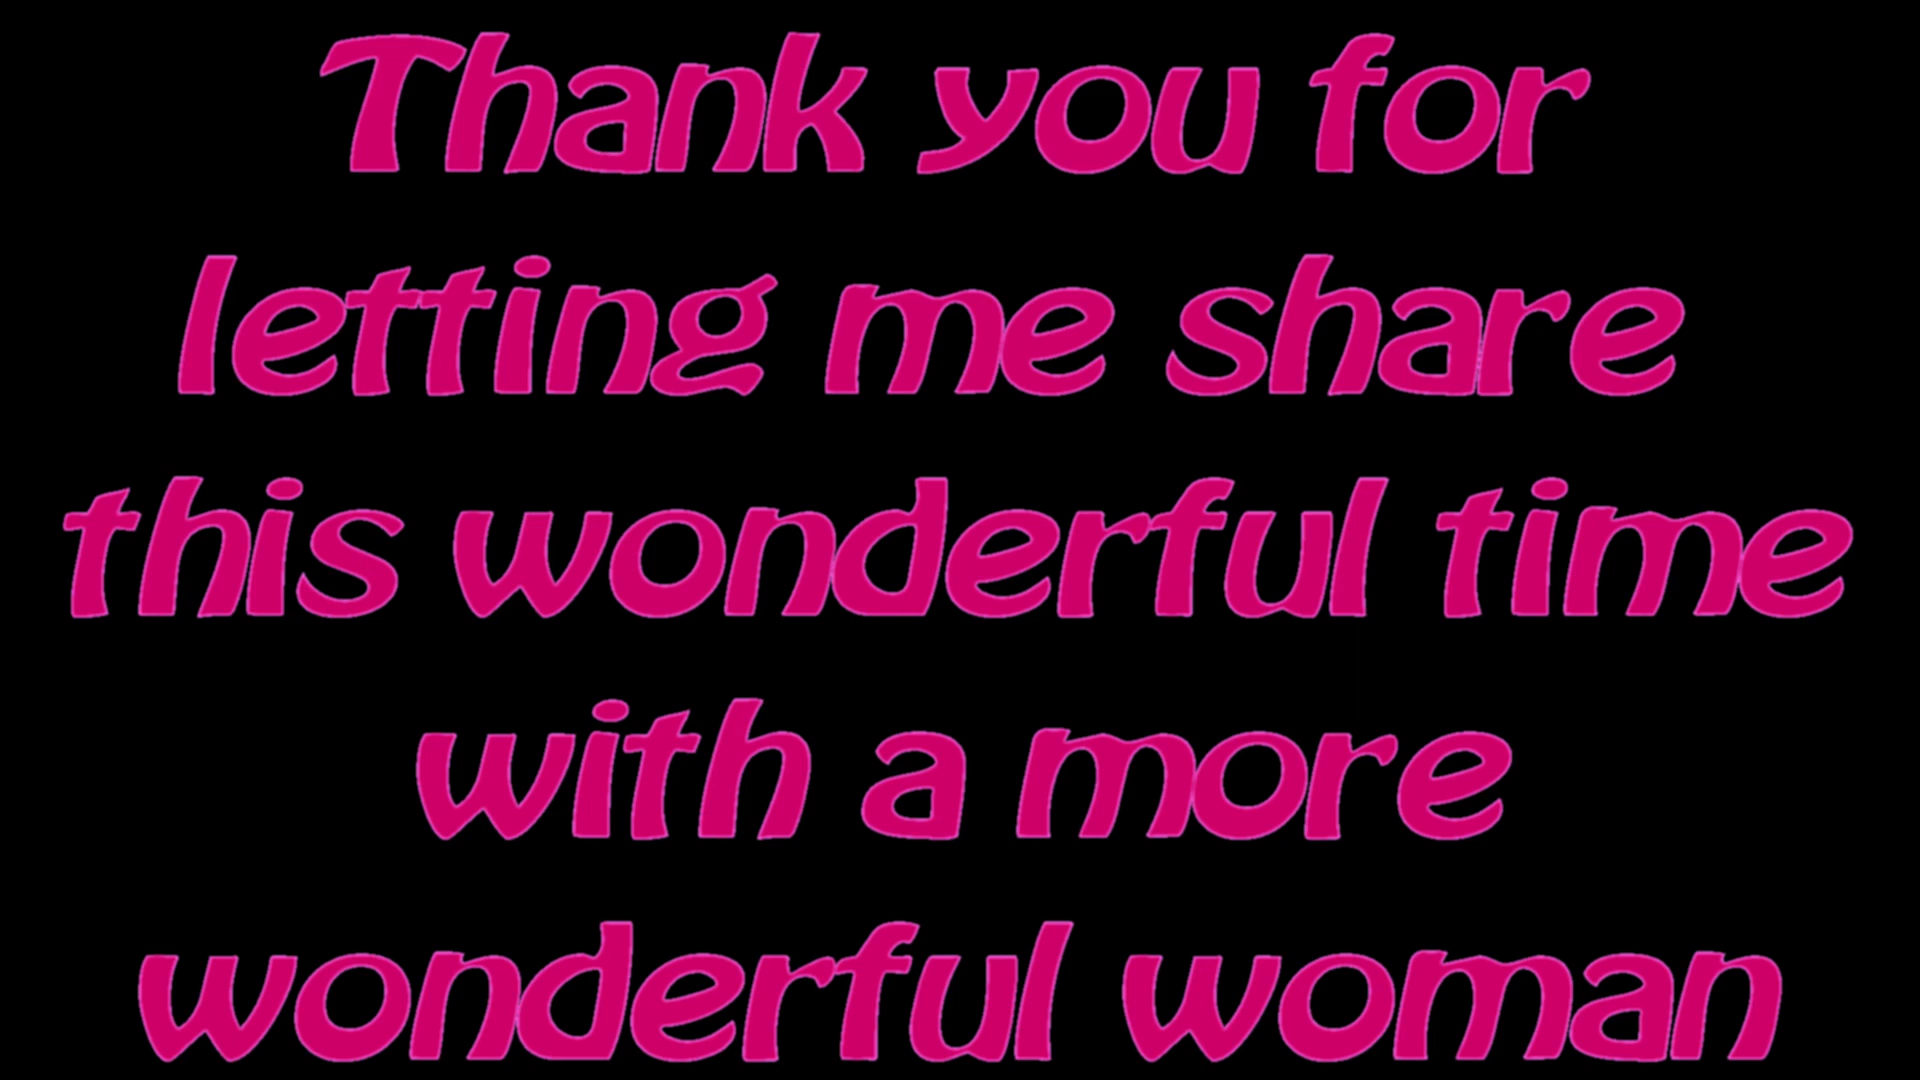 Thank you for
letting me share
this wonderful time
with a more
wonderful woman